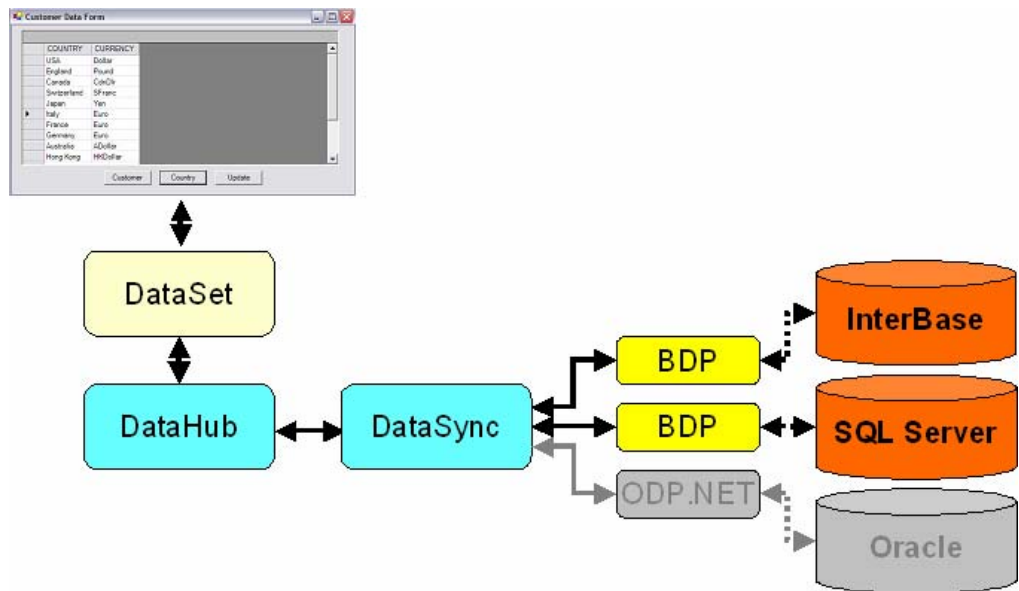 Customer Data Form
COUNTRY CURRENCY
USA Dollar
England Pound
Canada CdnDlr
Switzerland SFranc
Japan Yen
Italy Euro
France Euro
Germany Euro
Australia ADollar
Hong Kong HKDollar
Customer Country Update
DataSet
DataHub
DataSync
BDP
BDP
ODP.NET
InterBase
SQL Server
Oracle